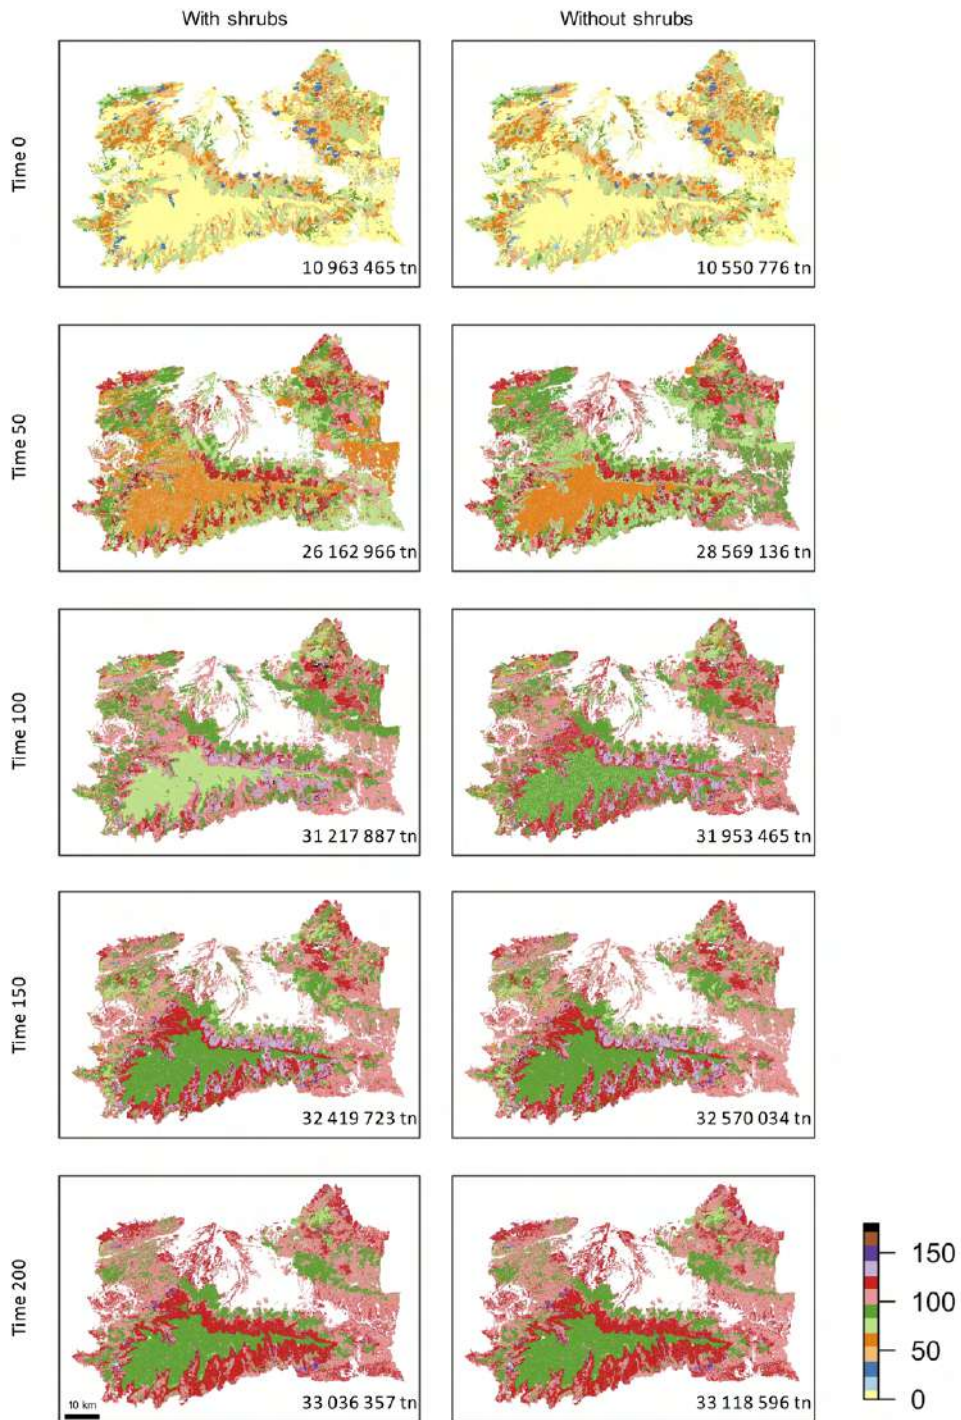 With shrubs Without shrubs
Time 0
10 963 465 tn 10 550 776 tn
Time 50
26 162 966 tn 28 569 136 tn
Time 100
31 217 887 tn 31 953 465 tn
Time 150
32 419 723 tn 32 570 034 tn
Time 200
150
100
50
0
10 km
33 036 357 tn 33 118 596 tn